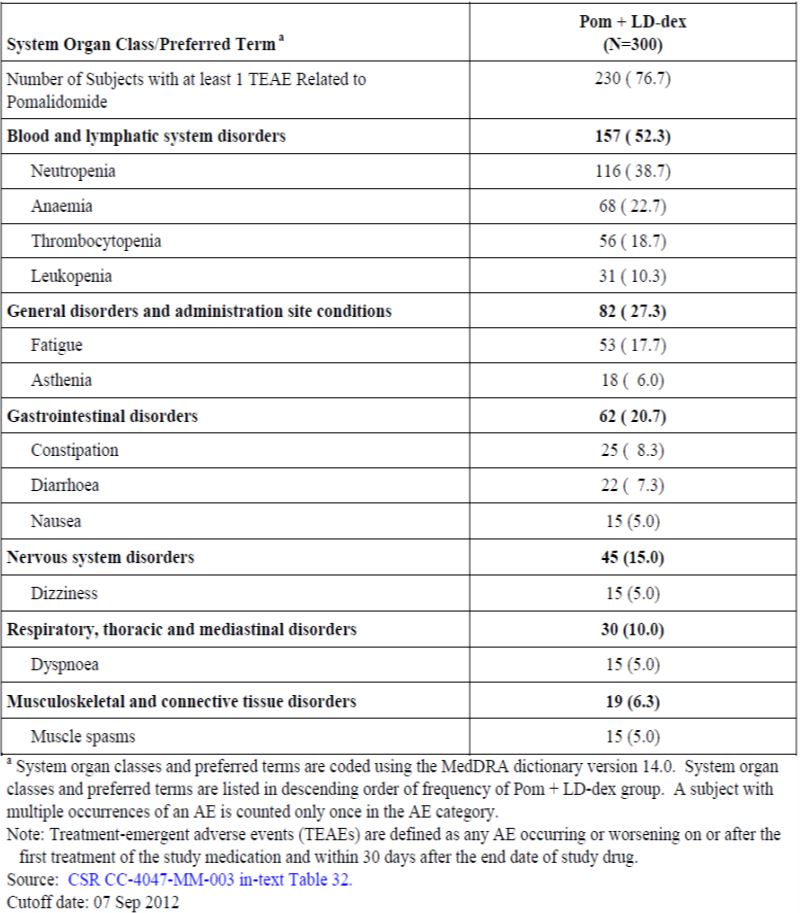 System Organ Class/Preferred Term a
Pom + LD-dex
(N=300)
Number of Subjects with at least 1 TEAE Related to
Pomalidomide
230 ( 76.7)
Blood and lymphatic system disorders
157 ( 52.3)
Neutropenia
116 ( 38.7)
Anaemia
68 ( 22.7)
Thrombocytopenia
56 ( 18.7)
Leukopenia
31 ( 10.3)
General disorders and administration site conditions
82 ( 27.3)
Fatigue
53 ( 17.7)
Asthenia
18 (  6.0)
Gastrointestinal disorders
62 ( 20.7)
Constipation
25 (  8.3)
Diarrhoea
22 (  7.3)
Nausea
15 (5.0)
Nervous system disorders
45 (15.0)
Dizziness
15 (5.0)
Respiratory, thoracic and mediastinal disorders
30 (10.0)
Dyspnoea
15 (5.0)
Musculoskeletal and connective tissue disorders
19 (6.3)
Muscle spasms
15 (5.0)
a System organ classes and preferred terms are coded using the MedDRA dictionary version 14.0.  System organ
classes and preferred terms are listed in descending order of frequency of Pom + LD-dex group.  A subject with
multiple occurrences of an AE is counted only once in the AE category.
Note: Treatment-emergent adverse events (TEAEs) are defined as any AE occurring or worsening on or after the
first treatment of the study medication and within 30 days after the end date of study drug.
Source:  CSR CC-4047-MM-003 in-text Table 32.
Cutoff date: 07 Sep 2012